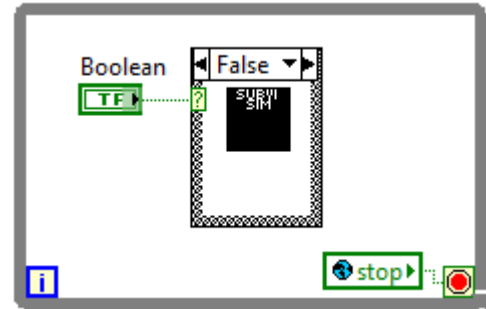 Boolean
False
TF
?
SUBVI
SIM
stop
i